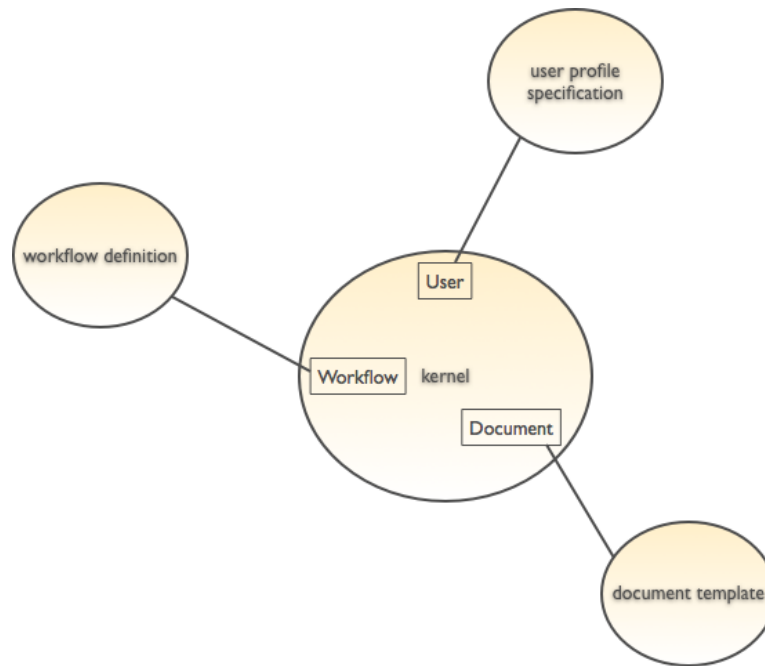 user profile
specification
workflow definition
User
Workflow
kernel
Document
document template